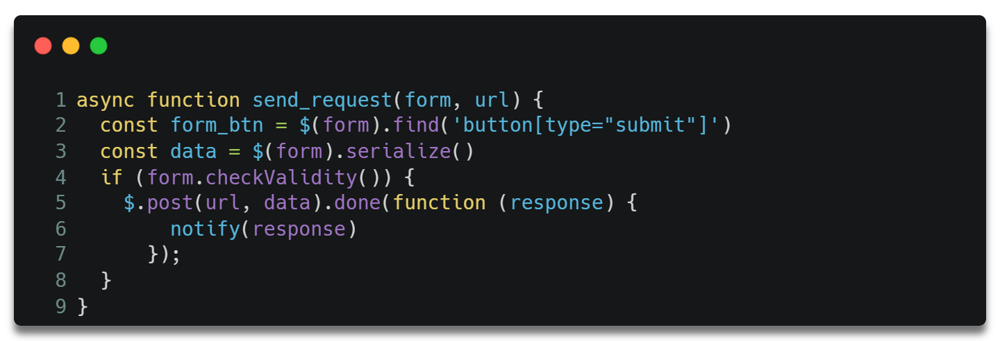 1 async function send_request(form, url) {
2   const form_btn = $(form).find('button[type="submit"]')
3   const data = $(form).serialize()
4   if (form.checkValidity()) {
5     $.post(url, data).done(function (response) {
6         notify(response)
7       });
8   }
9 }